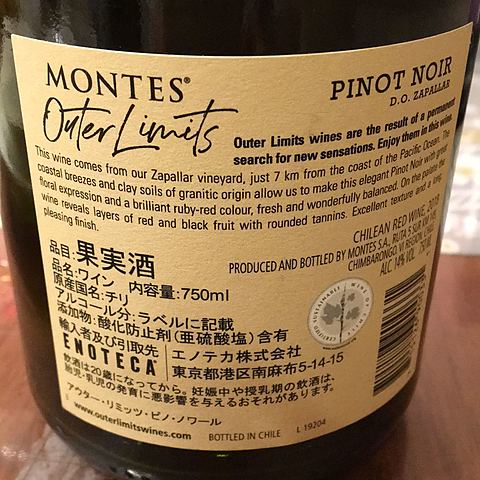 MONTES®
Outer Limits
PINOT NOIR
D.O. ZAPALLAR
Outer Limits wines are the result of a permanent
search for new sensations. Enjoy them in this wine.
This wine comes from our Zapallar vineyard, just 7 km from the coast of the Pacific Ocean. The
coastal breezes and clay soils of granitic origin allow us to make this elegant Pinot Noir with great
floral expression and a brilliant ruby-red colour, fresh and wonderfully balanced. On the palate the
wine reveals layers of red and black fruit with rounded tannins. Excellent texture and a long,
pleasing finish.
CHILEAN RED WINE, 2018
PRODUCED AND BOTTLED BY MONTES S.A., RUTA 5 SUR
CHIMBARONGO, VI REGION
ALC. 14% VOL. 750 ML
品目:果実酒
品名:ワイン 内容量:750ml
原産国名:チリ
アルコール分:ラベルに記載
添加物:酸化防止剤(亜硫酸塩)含有
輸入者及び引取先
ENOTECA®
エノテカ株式会社
東京都港区南麻布5-14-15
飲酒は20歳になってから。妊娠中や授乳期の飲酒は、
胎児・乳児の発育に悪影響を与えるおそれがあります。
アウター・リミッツ・ピノ・ノワール
www.outerlimitswines.com
BOTTLED IN CHILE
L 19204